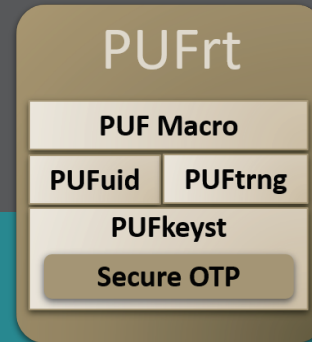 PUFrt
PUF Macro
PUFuid PUFtrng
PUFkeyst
Secure OTP